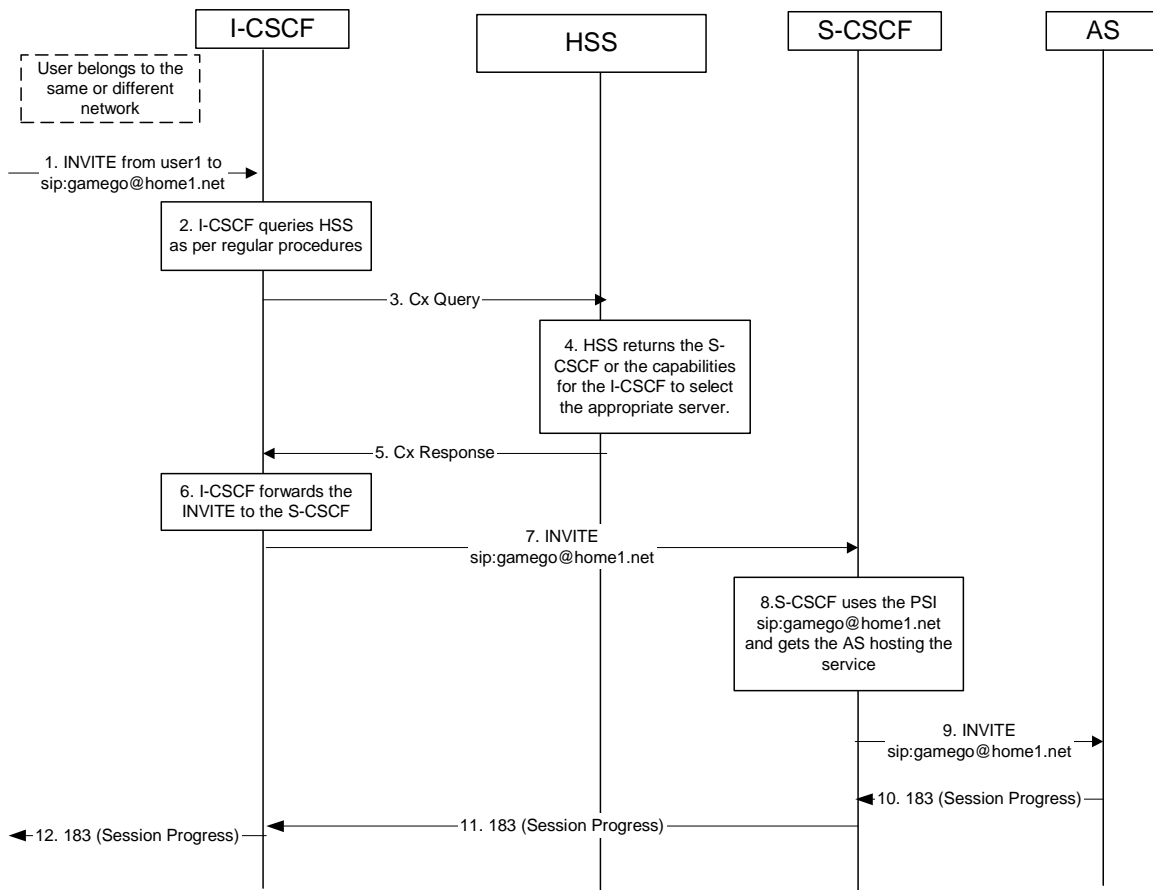 I-CSCF
HSS
S-CSCF
AS
User belongs to the
same or different
network
1. INVITE from user1 to
sip:gamego@home1.net
2. I-CSCF queries HSS
as per regular procedures
3. Cx Query
4. HSS returns the S-
CSCF or the capabilities
for the I-CSCF to select
the appropriate server.
5. Cx Response
6. I-CSCF forwards the
INVITE to the S-CSCF
7. INVITE
sip:gamego@home1.net
8.S-CSCF uses the PSI
sip:gamego@home1.net
and gets the AS hosting the
service
9. INVITE
sip:gamego@home1.net
10. 183 (Session Progress)
11. 183 (Session Progress)
12. 183 (Session Progress)